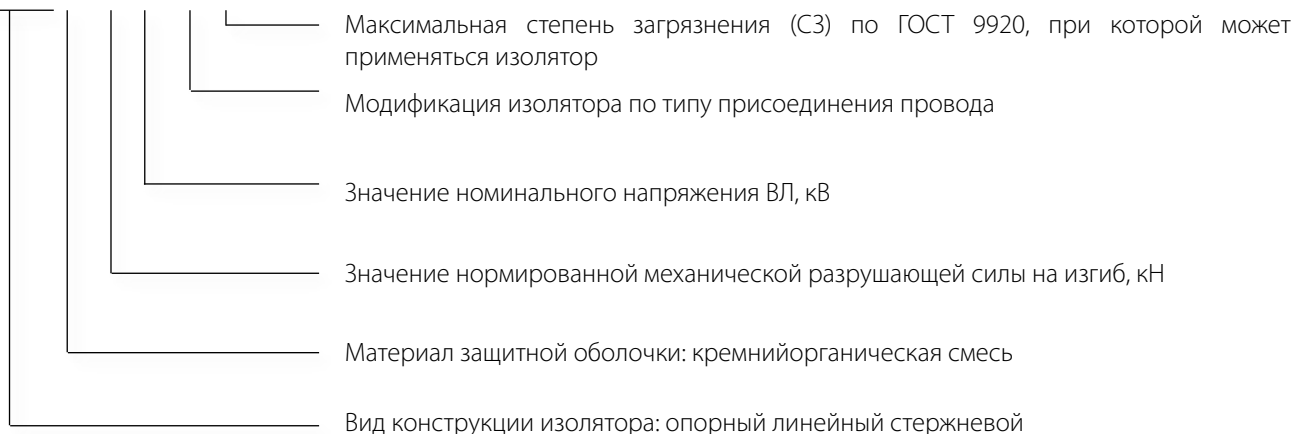 Максимальная степень загрязнения (СЗ) по ГОСТ 9920, при которой может
применяться изолятор
Модификация изолятора по типу присоединения провода
Значение номинального напряжения ВЛ, кВ
Значение нормированной механической разрушающей силы на изгиб, кН
Материал защитной оболочки: кремнийорганическая смесь
Вид конструкции изолятора: опорный линейный стержневой